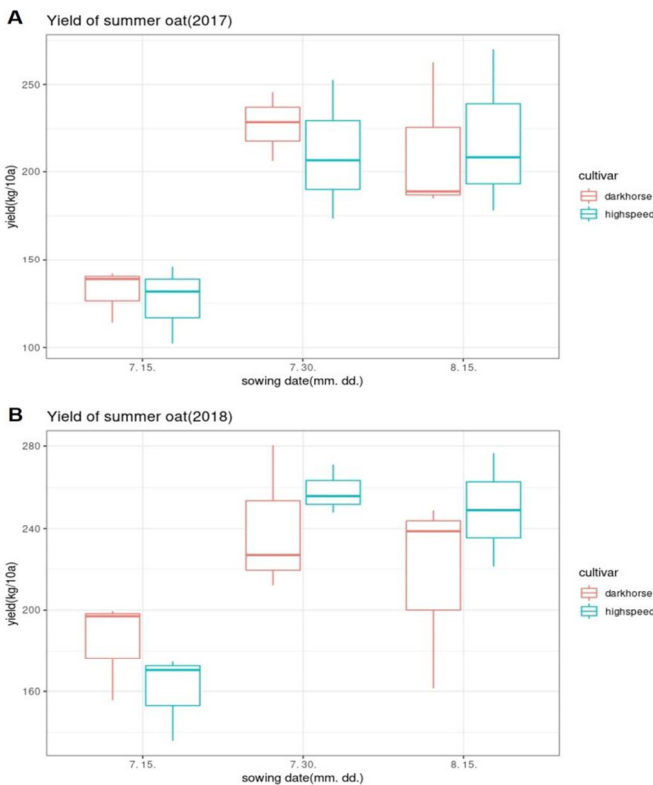 A
Yield of summer oat(2017)
250
200
150
100
yield(kg/10a)
7.15.
7.30.
8.15.
sowing date(mm. dd.)
cultivar
darkhorse
highspeed
B
Yield of summer oat(2018)
280
240
200
160
yield(kg/10a)
7.15.
7.30.
8.15.
sowing date(mm. dd.)
cultivar
darkhorse
highspeed